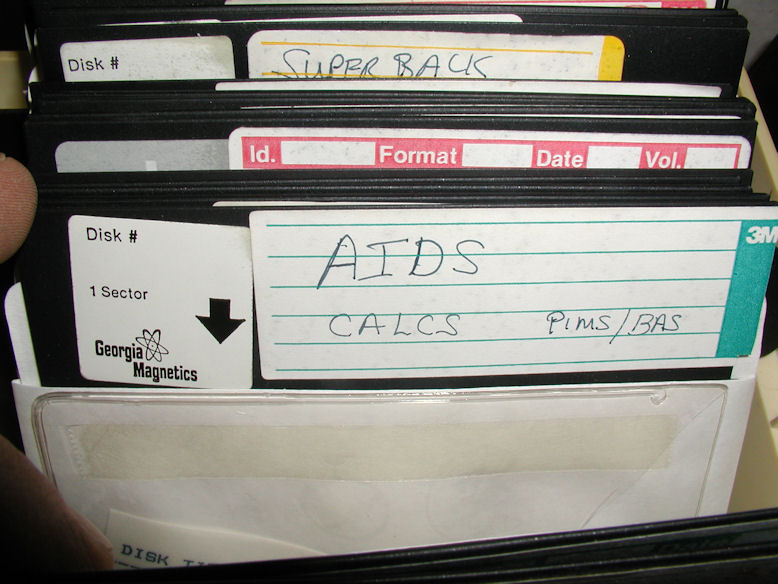 Disk #
SUPER BACK
Id. Format Date Vol.
Disk #
3M
AIDS
1 Sector
CALCS PIMS/BAS
Georgia
Magnetics
DISK